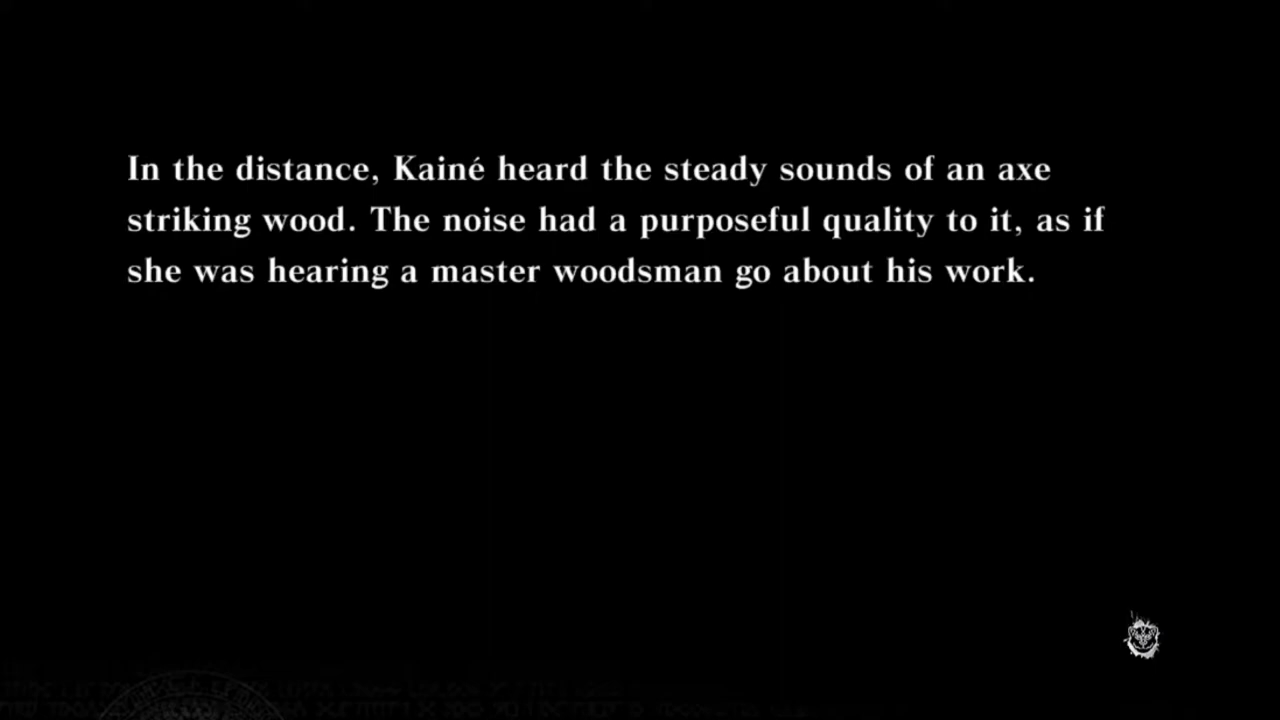 In the distance, Kainé heard the steady sounds of an axe
striking wood. The noise had a purposeful quality to it, as if
she was hearing a master woodsman go about his work.